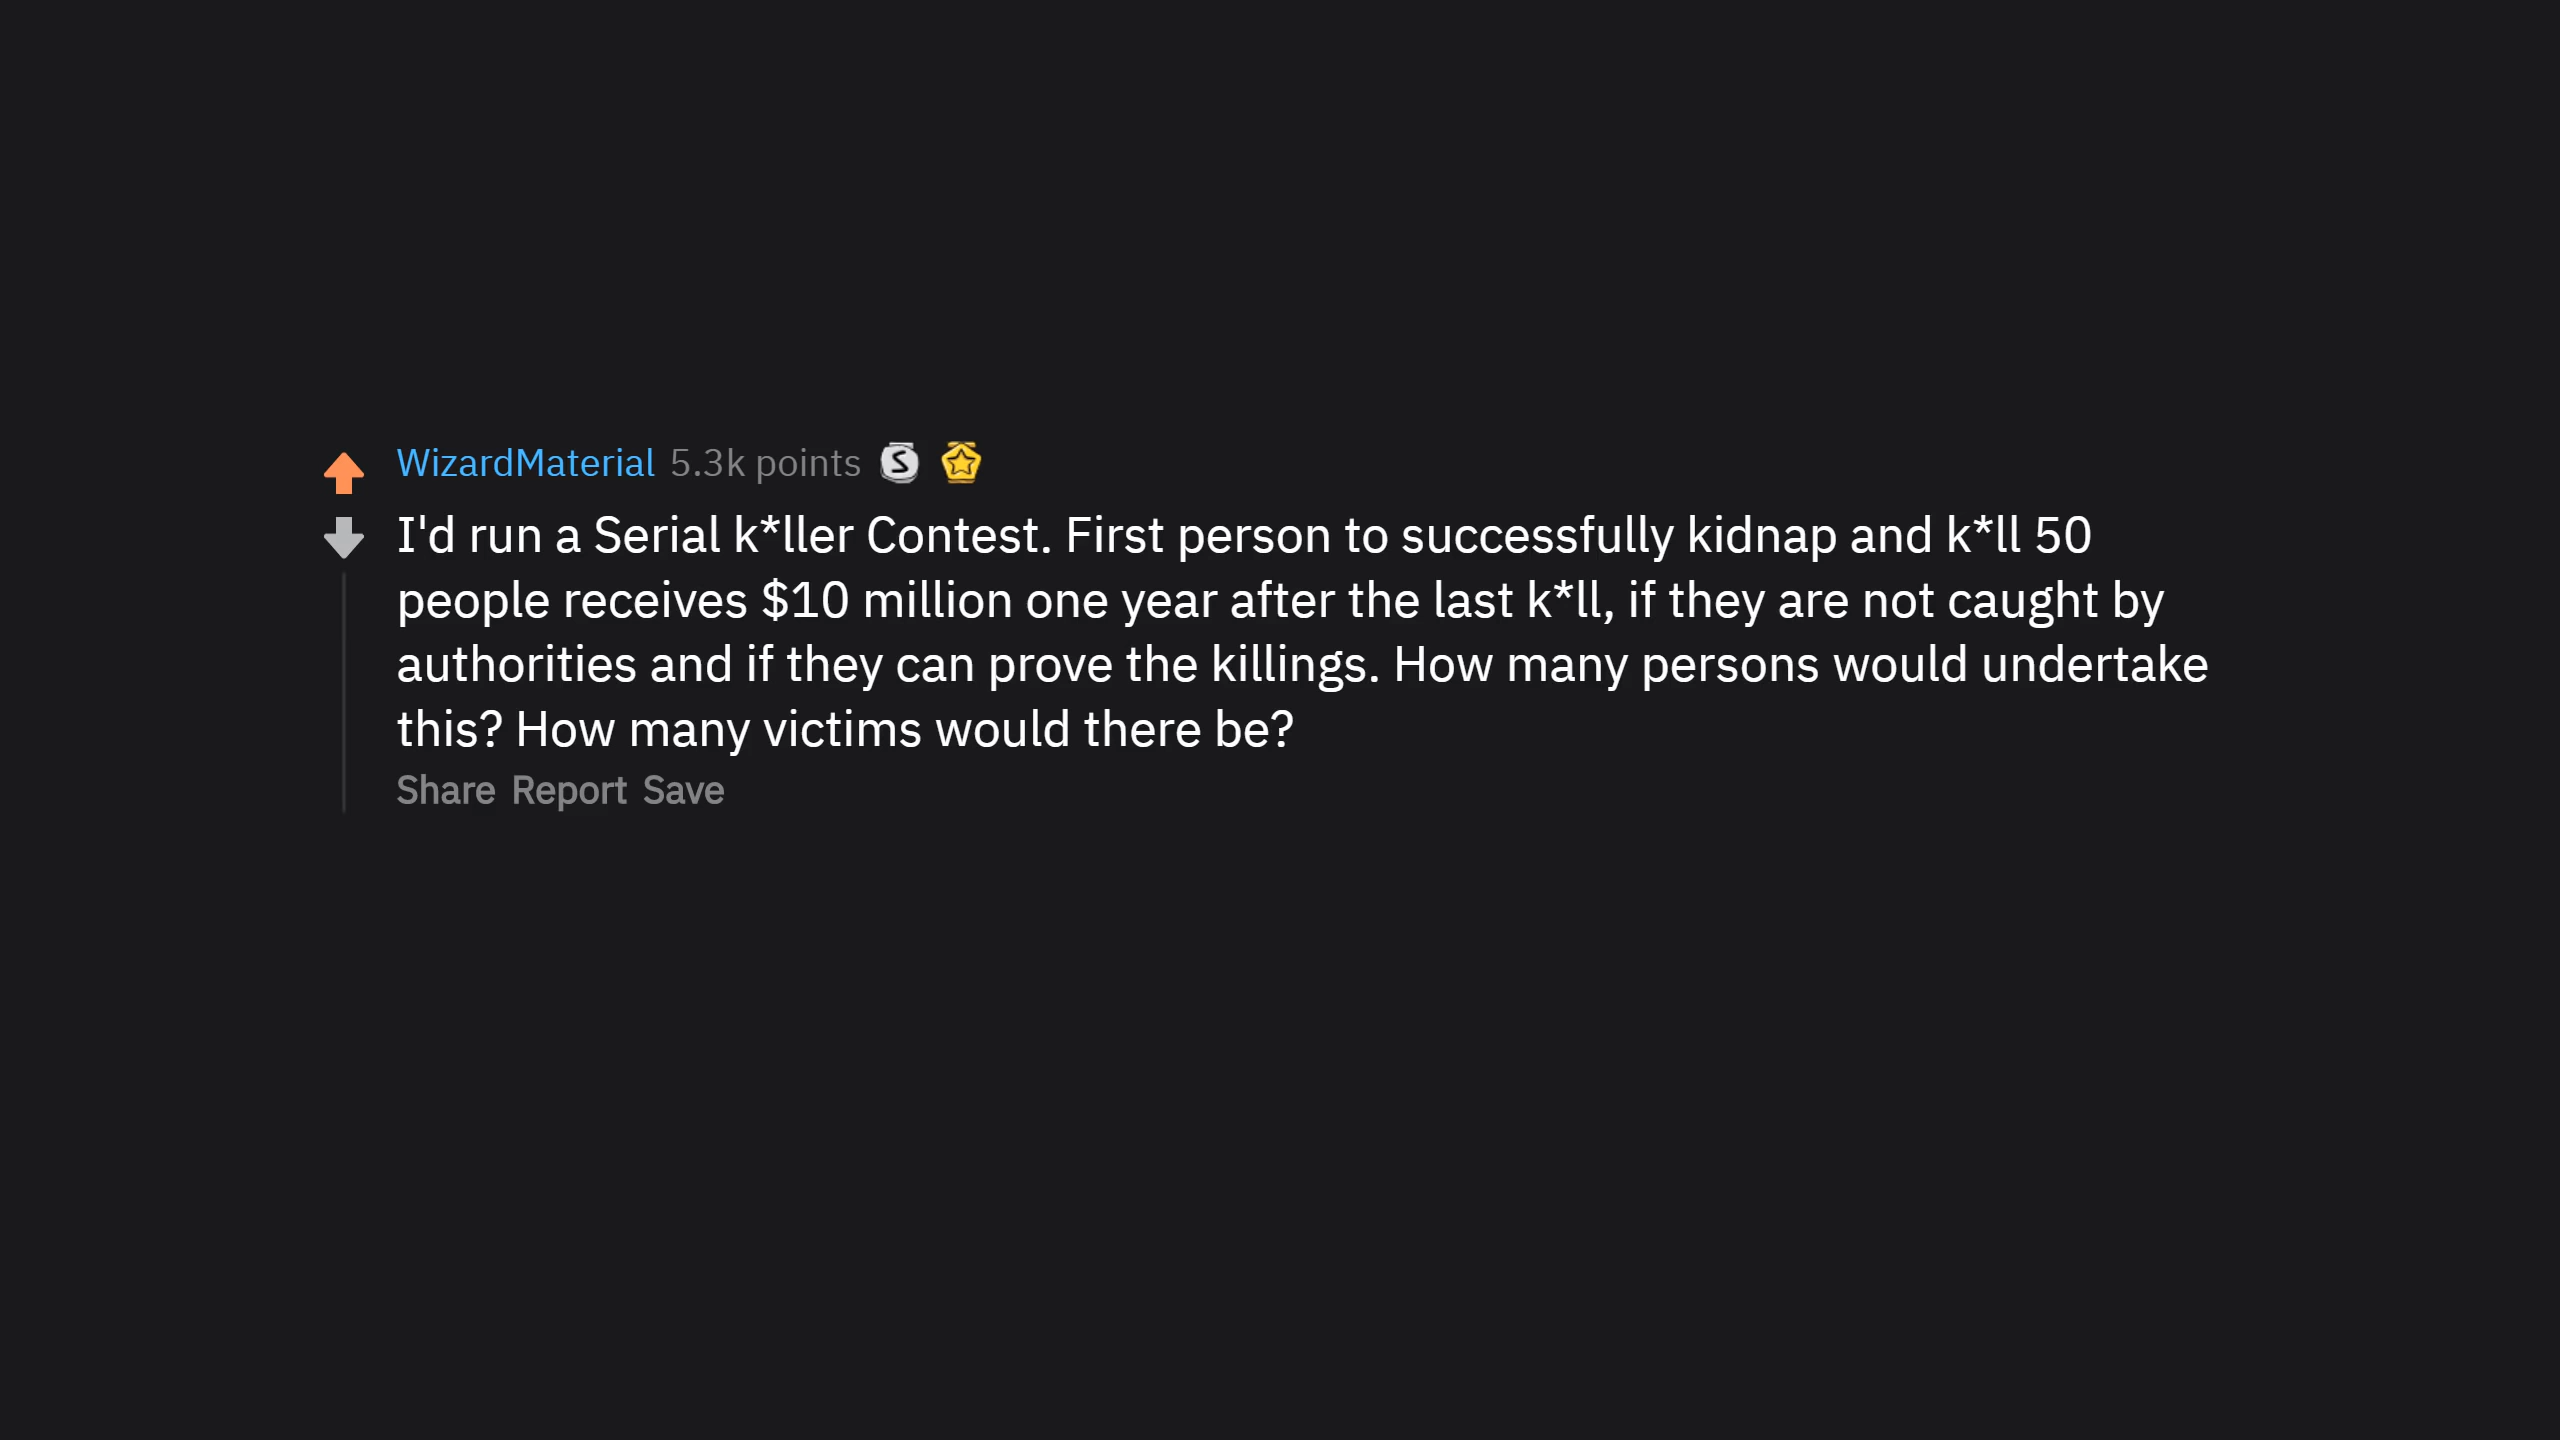 WizardMaterial 5.3k points
I'd run a Serial k*ller Contest. First person to successfully kidnap and k*ll 50
people receives $10 million one year after the last k*ll, if they are not caught by
authorities and if they can prove the killings. How many persons would undertake
this? How many victims would there be?
Share Report Save